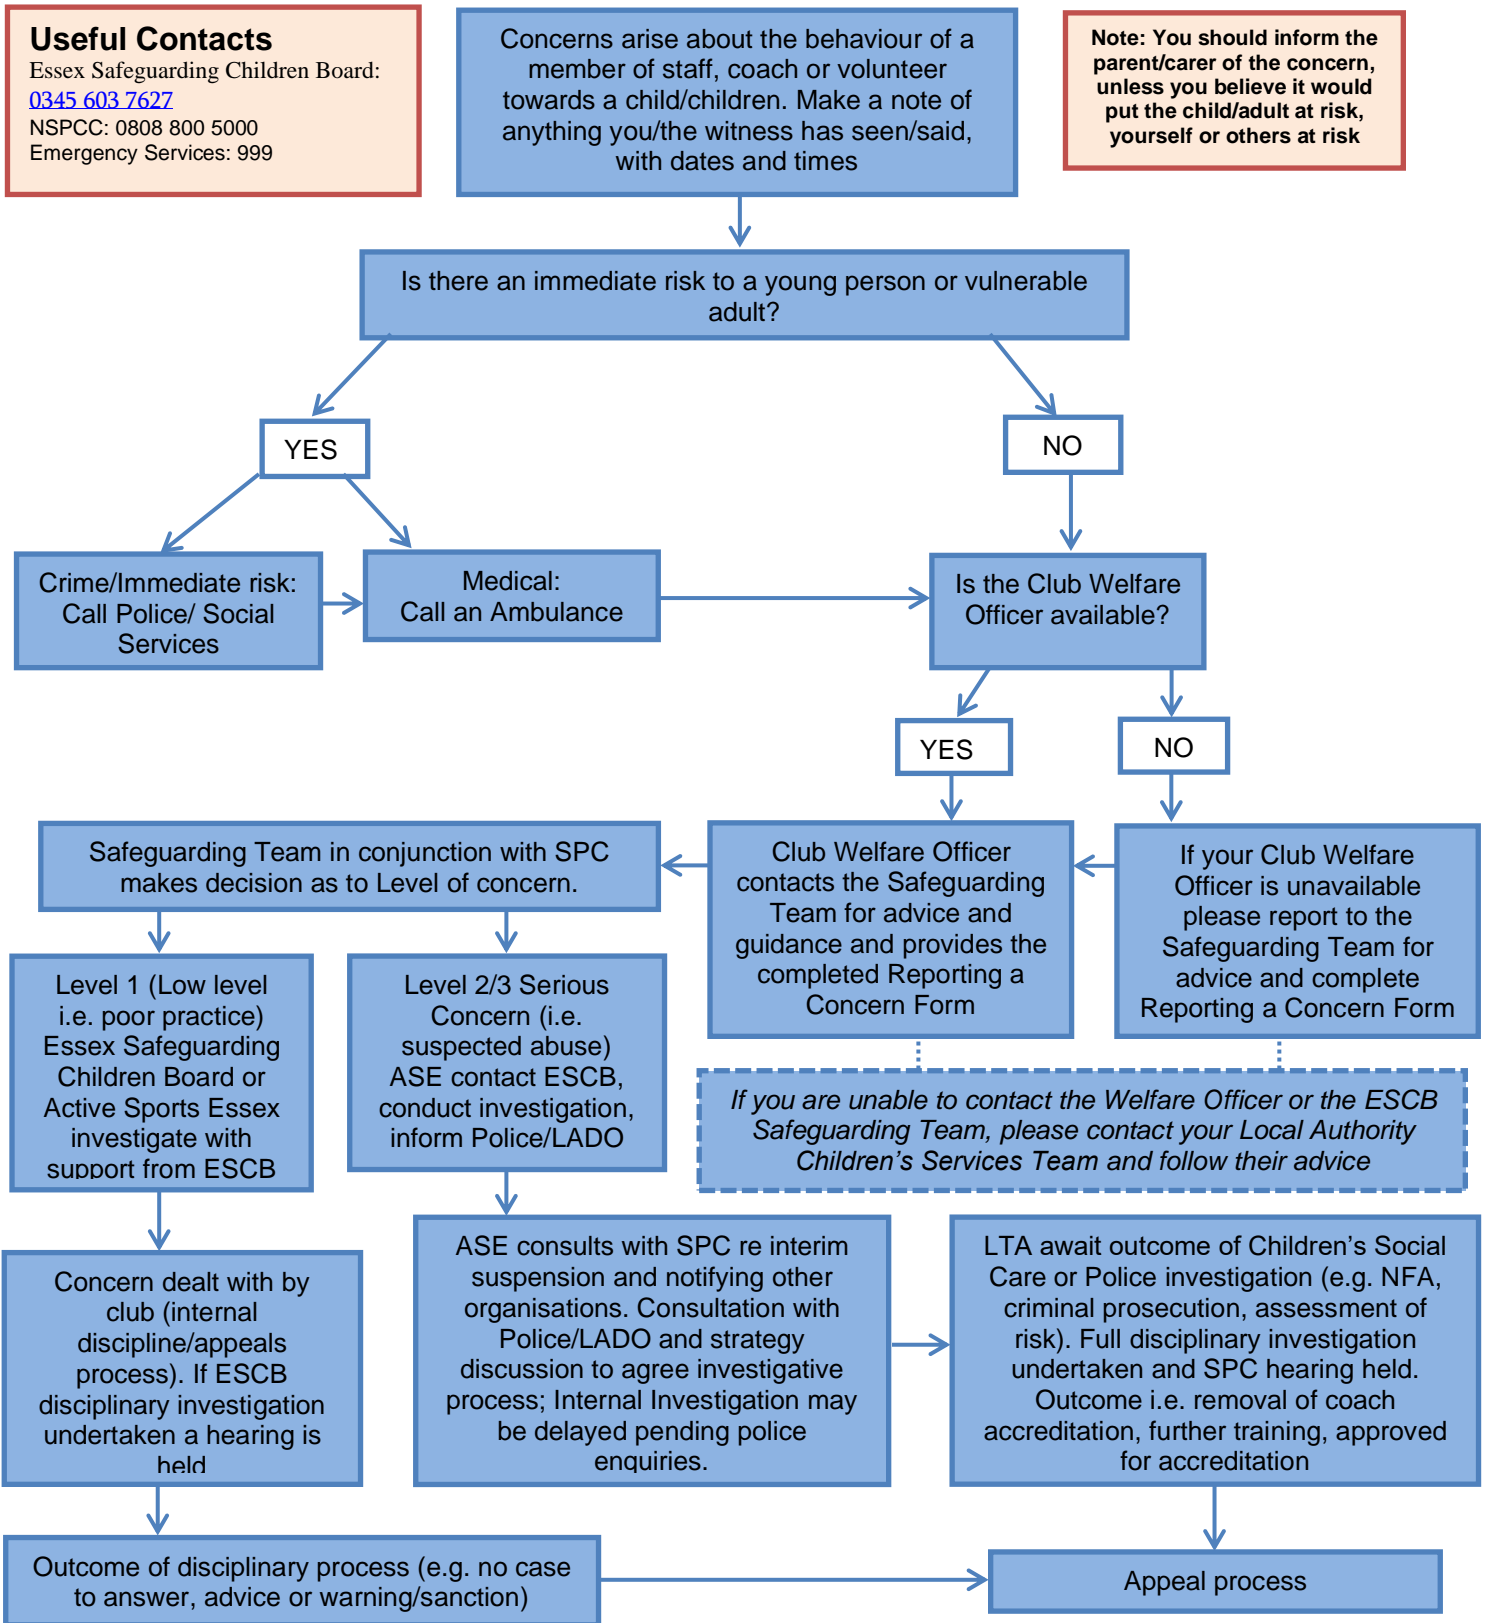 Useful Contacts
Essex Safeguarding Children Board:
0345 603 7627
NSPCC: 0808 800 5000
Emergency Services: 999
Concerns arise about the behaviour of a
member of staff, coach or volunteer
towards a child/children. Make a note of
anything you/the witness has seen/said,
with dates and times
Note: You should inform the
parent/carer of the concern,
unless you believe it would
put the child/adult at risk,
yourself or others at risk
Is there an immediate risk to a young person or vulnerable
adult?
YES
NO
Crime/Immediate risk:
Call Police/ Social
Services
Medical:
Call an Ambulance
Is the Club Welfare
Officer available?
YES
NO
Safeguarding Team in conjunction with SPC
makes decision as to Level of concern.
Club Welfare Officer
contacts the Safeguarding
Team for advice and
guidance and provides the
completed Reporting a
Concern Form
If your Club Welfare
Officer is unavailable
please report to the
Safeguarding Team for
advice and complete
Reporting a Concern Form
Level 1 (Low level
i.e. poor practice)
Essex Safeguarding
Children Board or
Active Sports Essex
investigate with
support from ESCB
Level 2/3 Serious
Concern (i.e.
suspected abuse)
ASE contact ESCB,
conduct investigation,
inform Police/LADO
If you are unable to contact the Welfare Officer or the ESCB
Safeguarding Team, please contact your Local Authority
Children’s Services Team and follow their advice
Concern dealt with by
club (internal
discipline/appeals
process). If ESCB
disciplinary investigation
undertaken a hearing is
held
ASE consults with SPC re interim
suspension and notifying other
organisations. Consultation with
Police/LADO and strategy
discussion to agree investigative
process; Internal Investigation may
be delayed pending police
enquiries.
LTA await outcome of Children’s Social
Care or Police investigation (e.g. NFA,
criminal prosecution, assessment of
risk). Full disciplinary investigation
undertaken and SPC hearing held.
Outcome i.e. removal of coach
accreditation, further training, approved
for accreditation
Outcome of disciplinary process (e.g. no case
to answer, advice or warning/sanction)
Appeal process